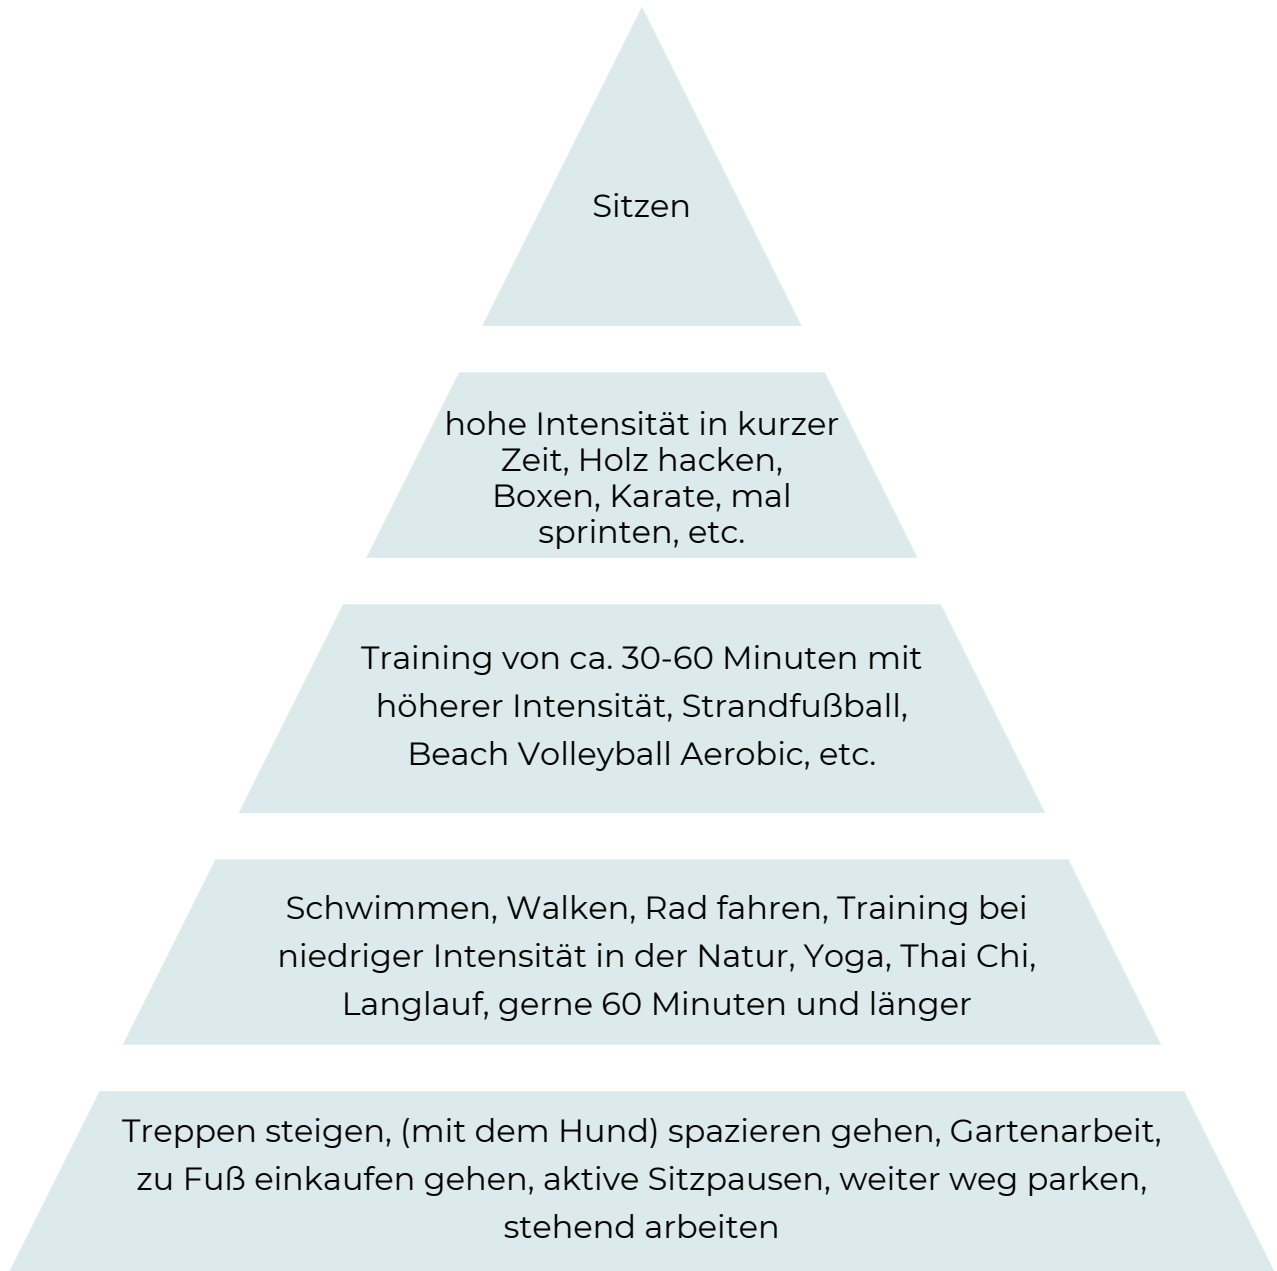 Sitzen
hohe Intensität in kurzer
Zeit, Holz hacken,
Boxen, Karate, mal
sprinten, etc.
Training von ca. 30-60 Minuten mit
höherer Intensität, Strandfußball,
Beach Volleyball Aerobic, etc.
Schwimmen, Walken, Rad fahren, Training bei
niedriger Intensität in der Natur, Yoga, Thai Chi,
Langlauf, gerne 60 Minuten und länger
Treppen steigen, (mit dem Hund) spazieren gehen, Gartenarbeit,
zu Fuß einkaufen gehen, aktive Sitzpausen, weiter weg parken,
stehend arbeiten